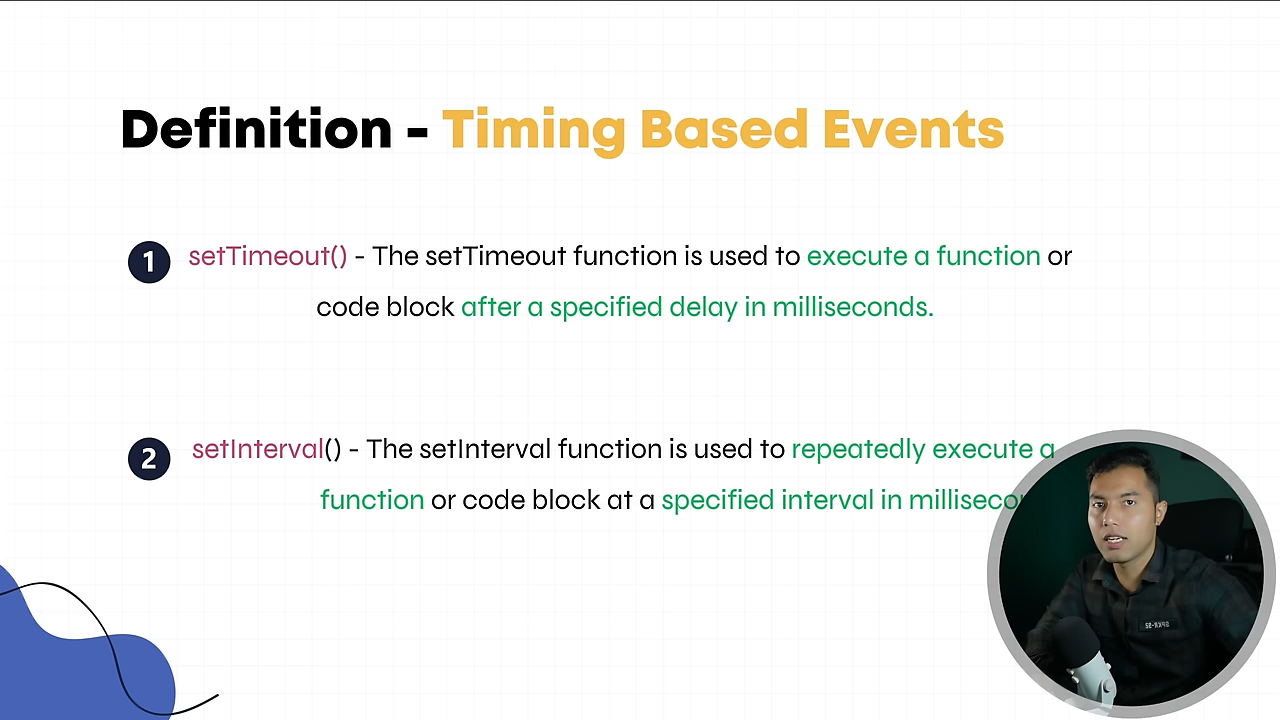 Definition - Timing Based Events
1 setTimeout() - The setTimeout function is used to execute a function or
code block after a specified delay in milliseconds.
2 setInterval() - The setInterval function is used to repeatedly execute a
function or code block at a specified interval in